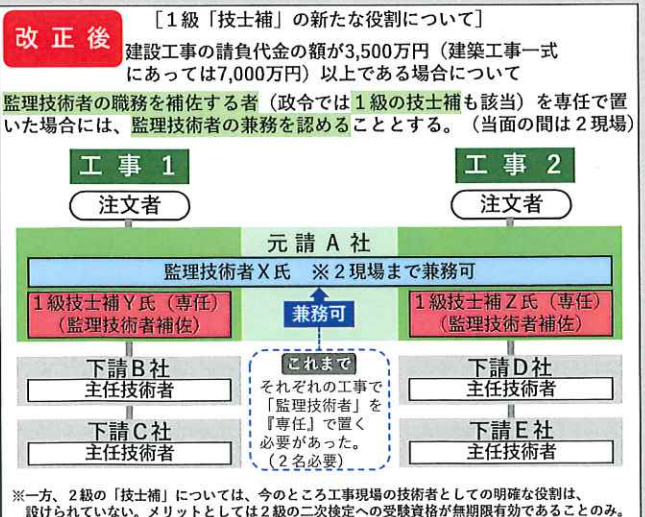 改正後
［１級「技士補」の新たな役割について］
建設工事の請負代金の額が3,500万円（建築工事一式
にあっては7,000万円）以上である場合について
監理技術者の職務を補佐する者（政令では１級の技士補も該当）を専任で置
いた場合には、監理技術者の兼務を認めることとする。（当面の間は２現場）
工事１
工事２
注文者
注文者
元請Ａ社
監理技術者Ｘ氏　※２現場まで兼務可
１級技士補Ｙ氏（専任）
（監理技術者補佐）
兼務可
１級技士補Ｚ氏（専任）
（監理技術者補佐）
下請Ｂ社
主任技術者
下請Ｃ社
主任技術者
これまで
それぞれの工事で
「監理技術者」を
『専任』で置く
必要があった。
（２名必要）
下請Ｄ社
主任技術者
下請Ｅ社
主任技術者
※一方、２級の「技士補」については、今のところ工事現場の技術者としての明確な役割は、
設けられていない。メリットとしては２級の二次検定への受験資格が無期限有効であることのみ。